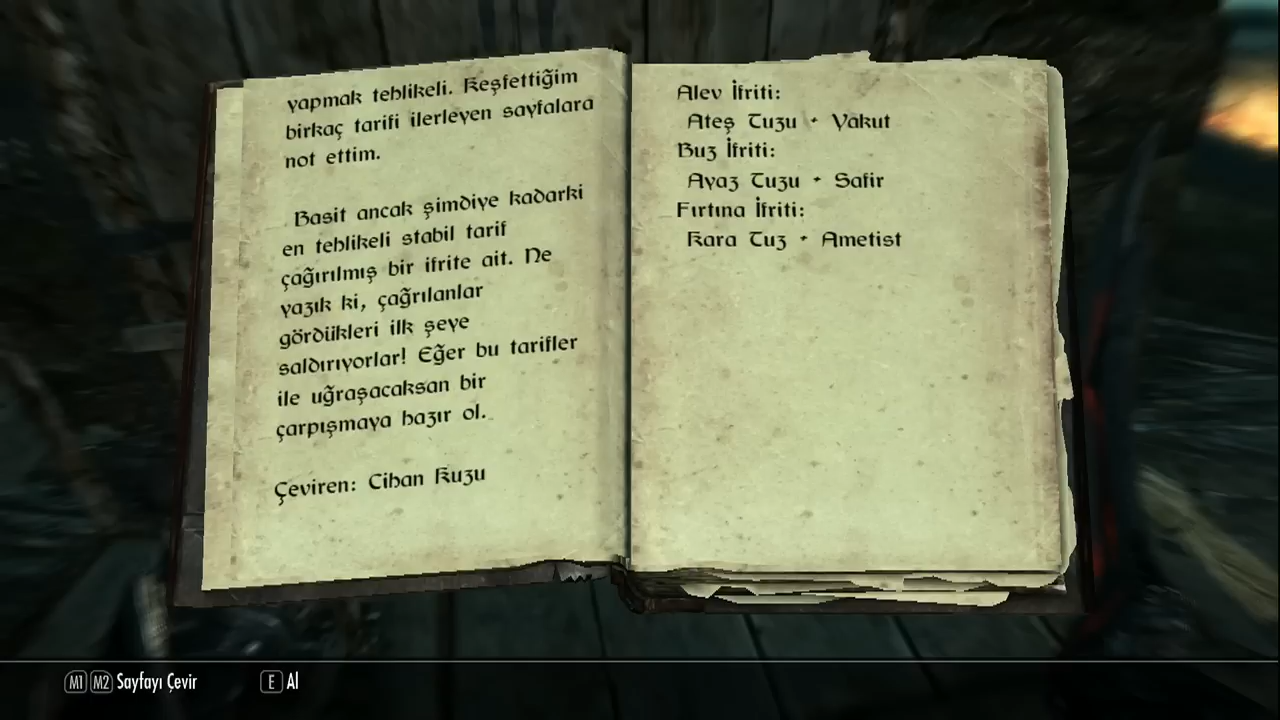 yapmak tehlikeli. Keşfettiğim
birkaç tarifi ilerleyen sayfalara
not ettim.
Basit ancak şimdiye kadarki
en tehlikeli stabil tarif
çağırılmış bir ifrite ait. Ne
yazık ki, çağrılanlar
gördükleri ilk şeye
saldırıyorlar! Eğer bu tarifler
ile uğraşacaksan bir
çarpışmaya hazır ol.
Çeviren: Cihan Kuzu
Alev İfriti:
Ateş Tuzu + Yakut
Buz İfriti:
Ayaz Tuzu + Safir
Fırtına İfriti:
Kara Tuz + Ametist
M1 M2 Sayfayı Çevir
E Al